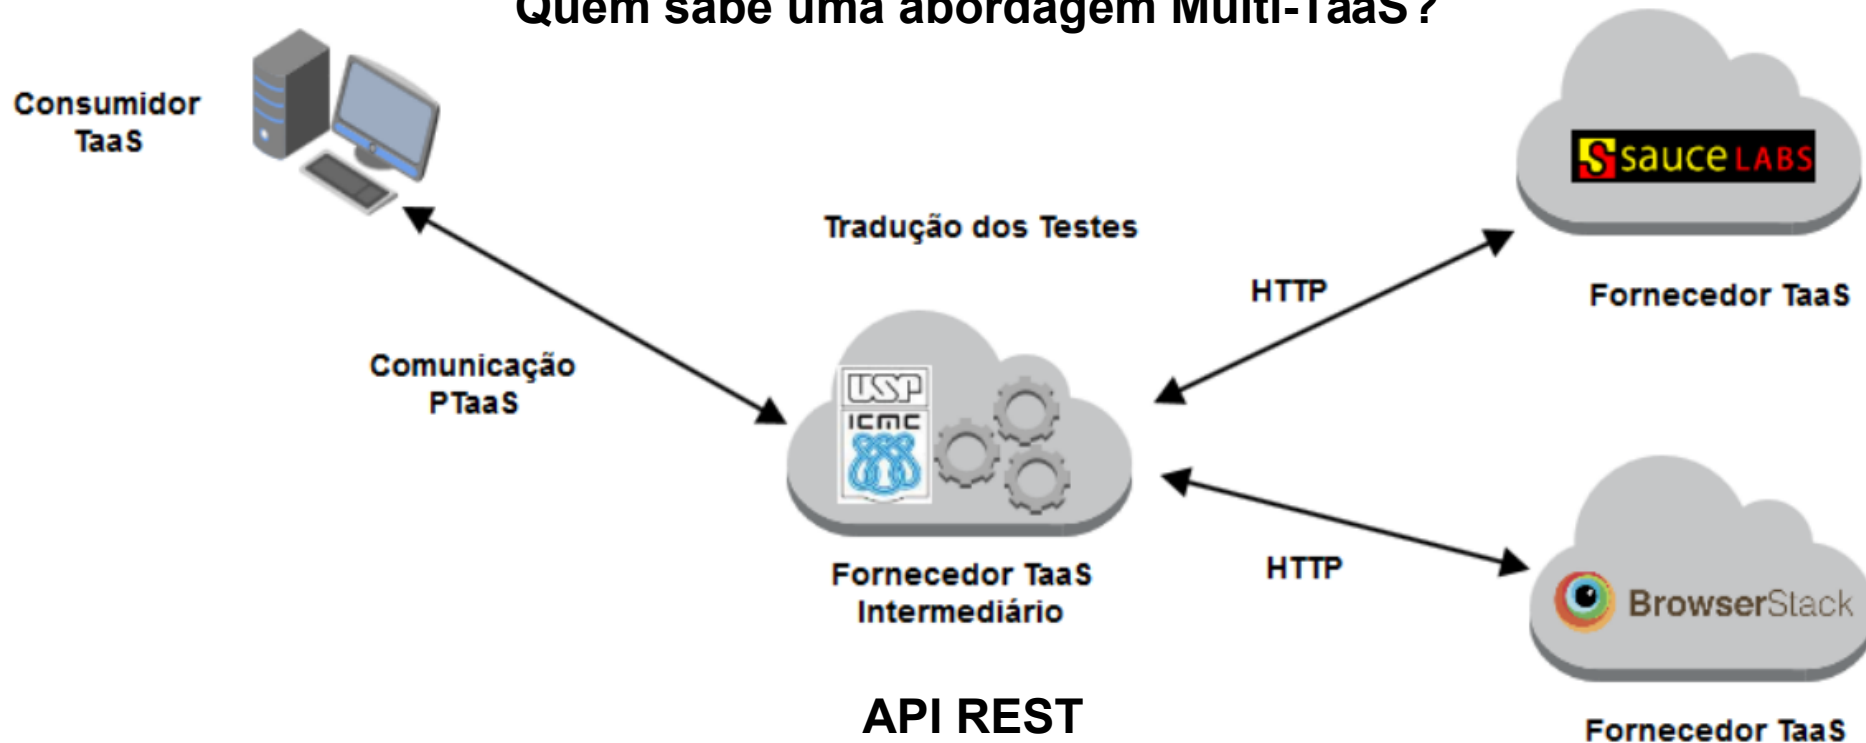 Quem sabe uma abordagem Multi-TaaS?
Consumidor
TaaS
sauce LABS
Tradução dos Testes
HTTP
Fornecedor TaaS
Comunicação
PTaaS
USP
ICMC
Fornecedor TaaS
Intermediário
HTTP
BrowserStack
API REST
Fornecedor TaaS